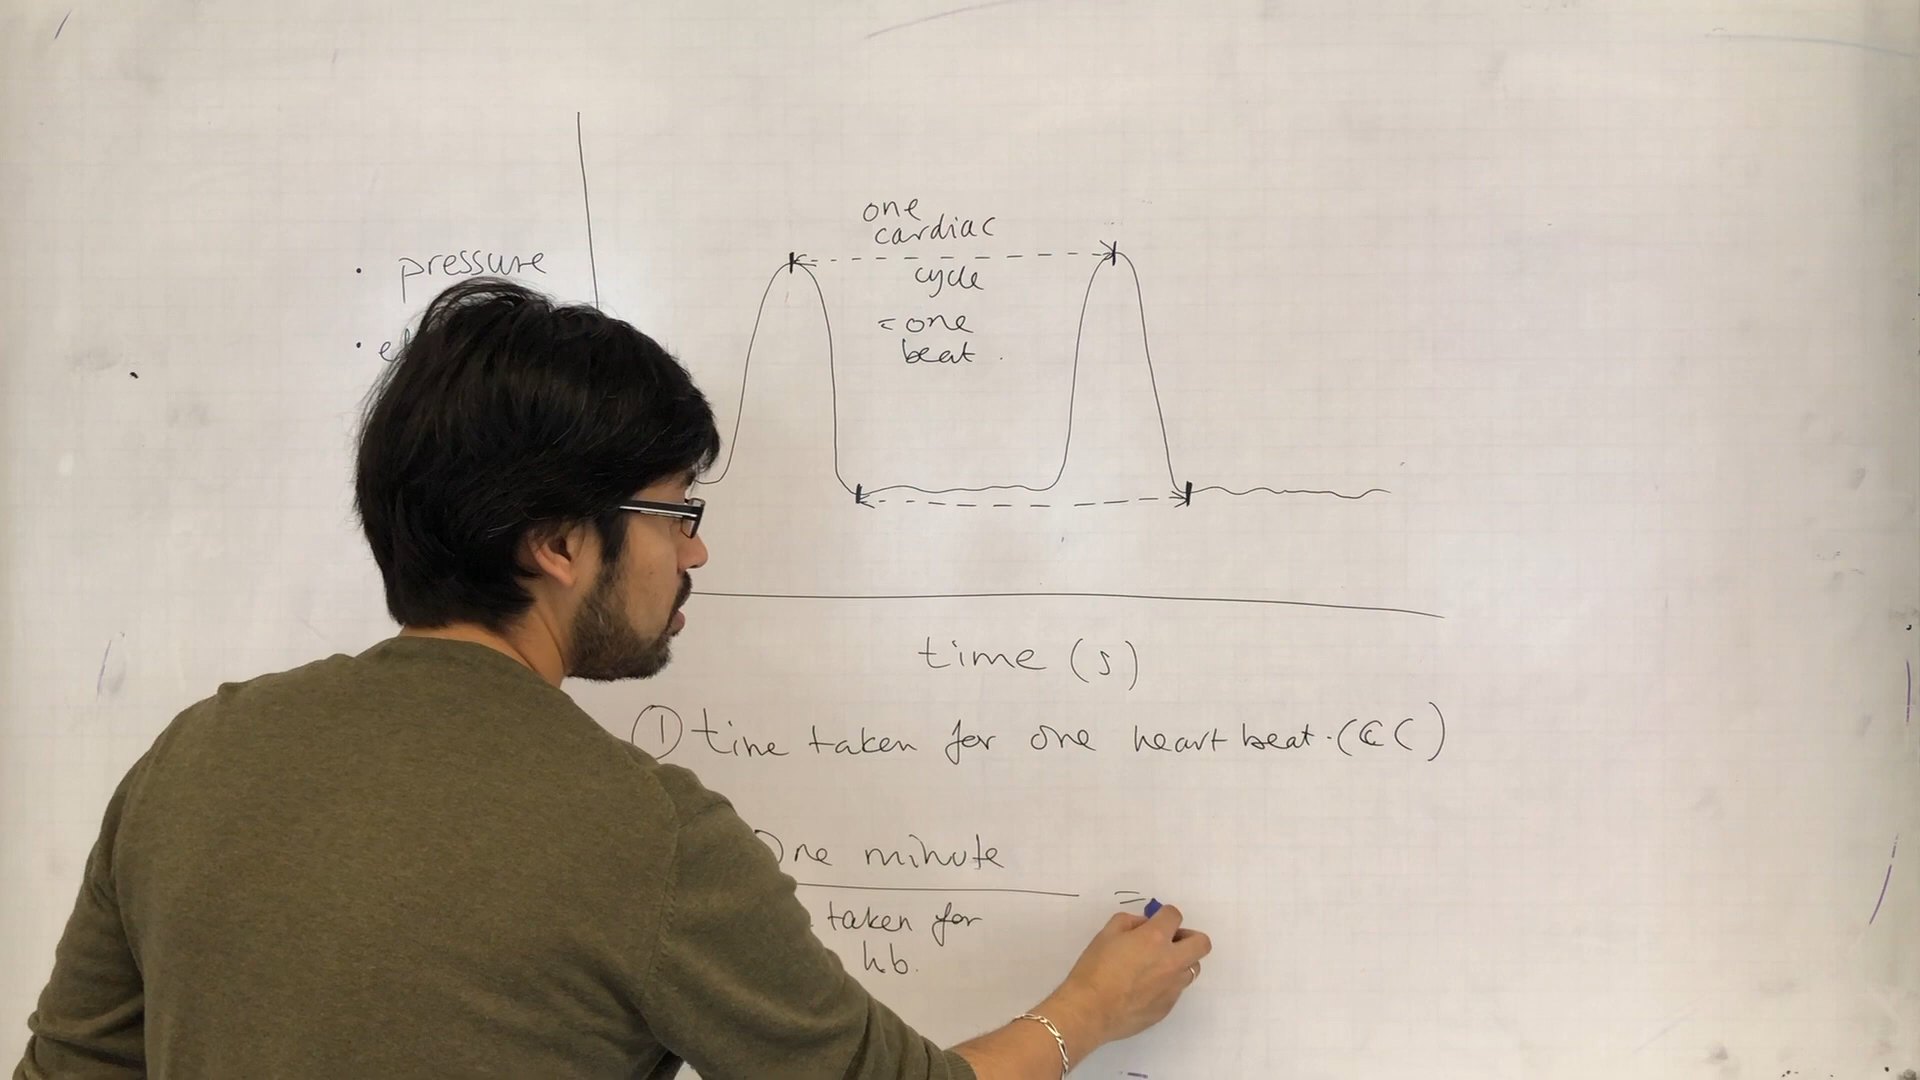 one
cardiac
cycle
= one
beat.
• pressure
•
time (s)
① time taken for one heart beat. (CC)
One minute
taken for
hb.
=